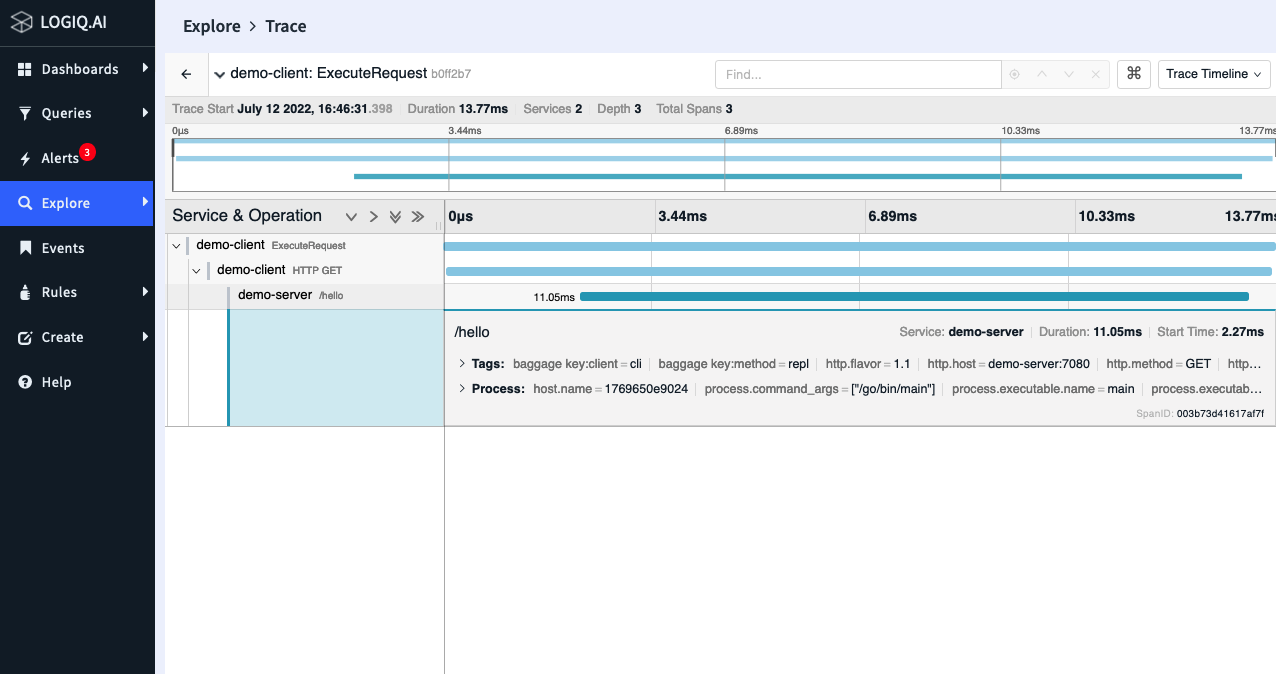 LOGIQ.AI
Dashboards
Queries
Alerts 3
Explore
Events
Rules
Create
Help
Explore > Trace
demo-client: ExecuteRequest b0ff2b7
Find...
Trace Timeline
Trace Start July 12 2022, 16:46:31.398 Duration 13.77ms Services 2 Depth 3 Total Spans 3
0μs 3.44ms 6.89ms 10.33ms 13.77ms
Service & Operation 0μs 3.44ms 6.89ms 10.33ms 13.77ms
demo-client ExecuteRequest
demo-client HTTP GET
demo-server /hello 11.05ms
/hello Service: demo-server Duration: 11.05ms Start Time: 2.27ms
Tags: baggage key:client = cli baggage key:method = repl http.flavor = 1.1 http.host = demo-server:7080 http.method = GET http...
Process: host.name = 1769650e9024 process.command_args = ["/go/bin/main"] process.executable.name = main process.executab...
SpanID: 003b73d41617af7f